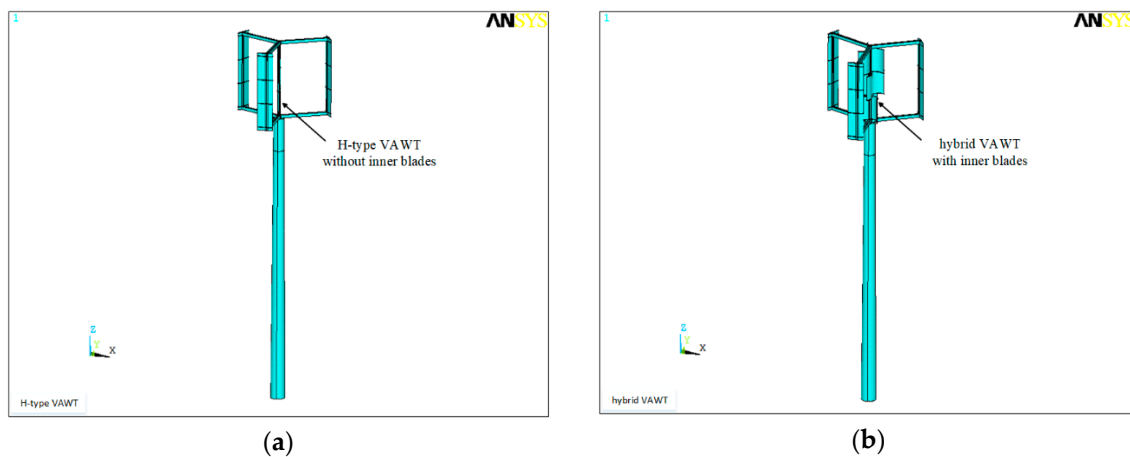 1
ANSYS
H-type VAWT
without inner blades
Z
Y
X
H-type VAWT
(a)
1
ANSYS
hybrid VAWT
with inner blades
Z
Y
X
hybrid VAWT
(b)